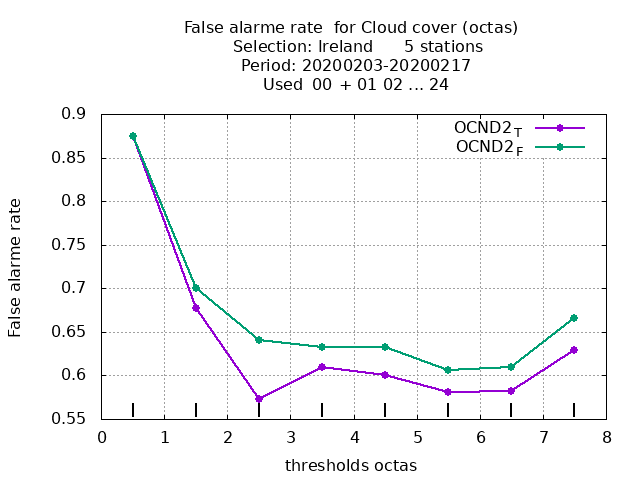 False alarme rate  for Cloud cover (octas)
Selection: Ireland      5 stations
Period: 20200203-20200217
Used  00 + 01 02 ... 24
0.9
0.85
0.8
0.75
0.7
0.65
0.6
0.55
False alarme rate
OCND2T
OCND2F
0 1 2 3 4 5 6 7 8
thresholds octas